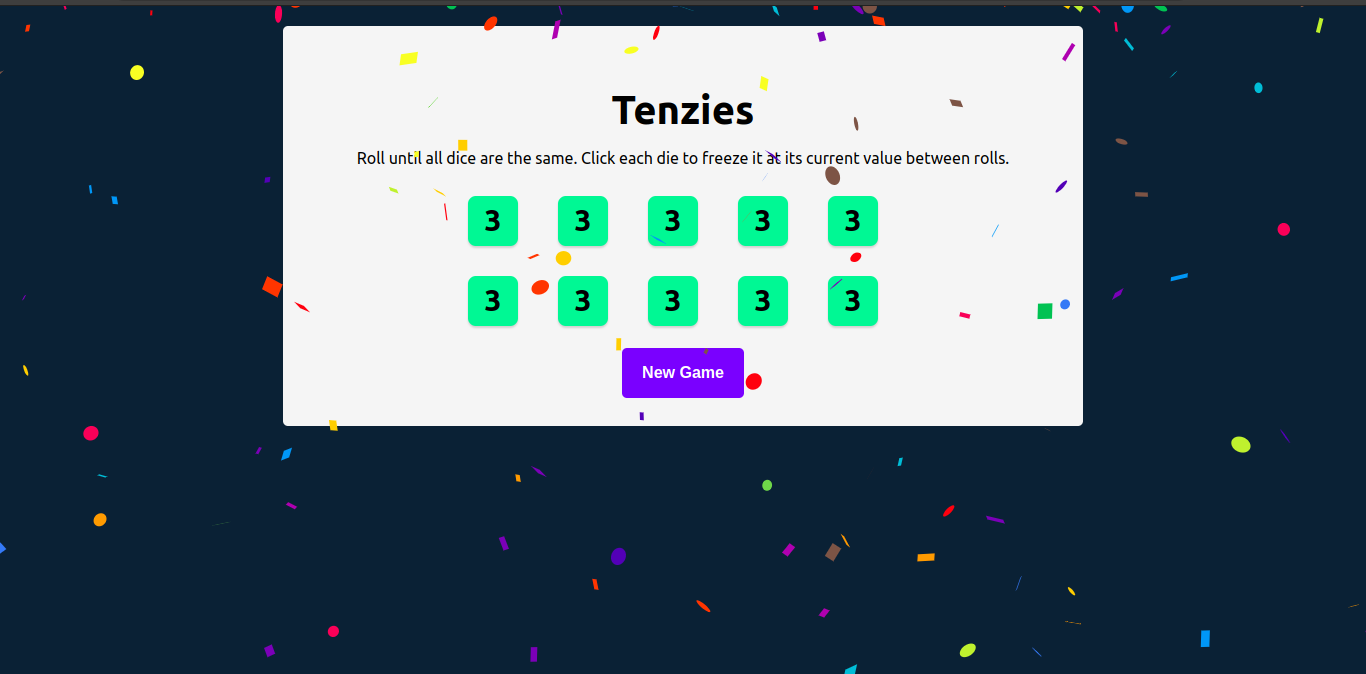 Tenzies
Roll until all dice are the same. Click each die to freeze it at its current value between rolls.
3 3 3 3 3
3 3 3 3 3
New Game